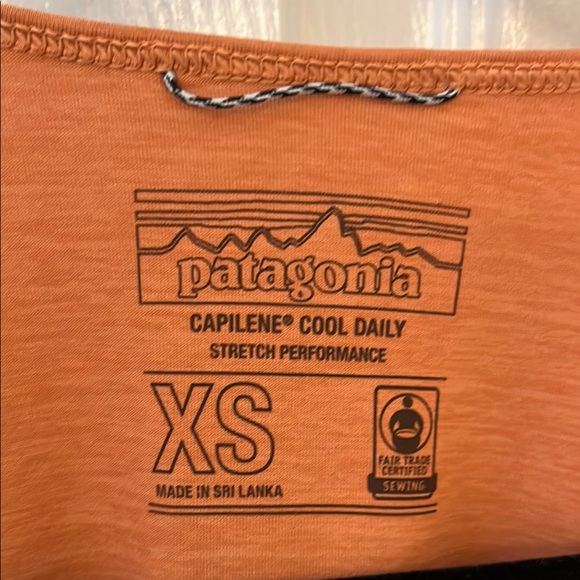 patagonia
CAPILENE® COOL DAILY
STRETCH PERFORMANCE
XS
MADE IN SRI LANKA
FAIR TRADE
CERTIFIED
SEWING